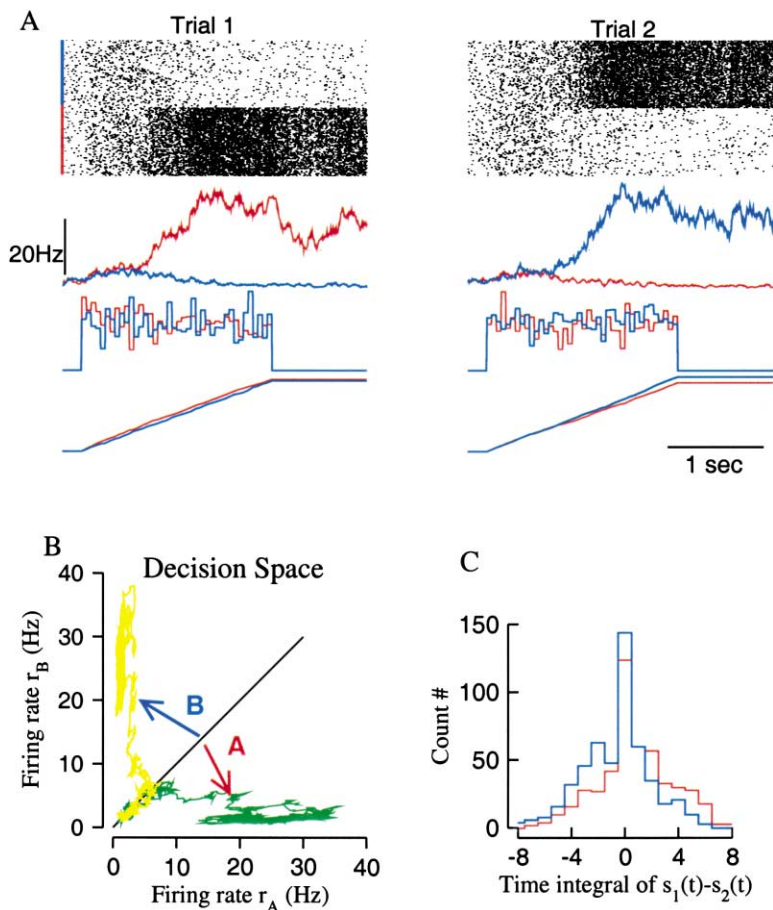 A
Trial 1
Trial 2
20Hz
1 sec
B
Decision Space
Firing rate r_B (Hz)
40
30
20
10
0
B
A
0 10 20 30 40
Firing rate r_A (Hz)
C
Count #
150
100
50
0
-8 -4 0 4 8
Time integral of s_1(t)-s_2(t)